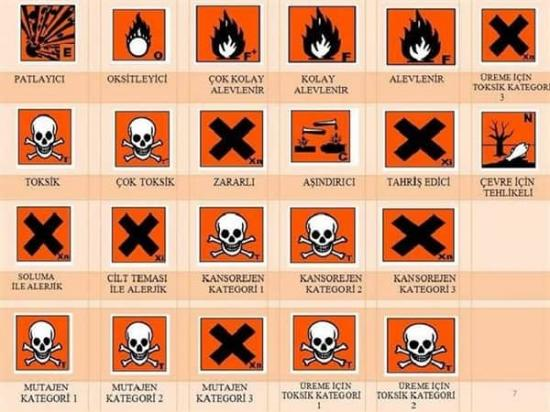 E
O
F+
F
F
Xn
PATLAYICI
OKSİTLEYİCİ
ÇOK KOLAY
ALEVLENİR
KOLAY
ALEVLENİR
ALEVLENİR
ÜREME İÇİN
TOKSİK KATEGORİ
3
T
T
Xn
C
Xi
N
TOKSİK
ÇOK TOKSİK
ZARARLI
AŞINDIRICI
TAHRİŞ EDİCİ
ÇEVRE İÇİN
TEHLİKELİ
Xn
Xi
T
T
Xn
SOLUMA
İLE ALERJİK
CİLT TEMASI
İLE ALERJİK
KANSOREJEN
KATEGORİ 1
KANSOREJEN
KATEGORİ 2
KANSOREJEN
KATEGORİ 3
T
T
Xn
T
T
MUTAJEN
KATEGORİ 1
MUTAJEN
KATEGORİ 2
MUTAJEN
KATEGORİ 3
ÜREME İÇİN
TOKSİK KATEGORİ
1
ÜREME İÇİN
TOKSİK KATEGORİ
2
7